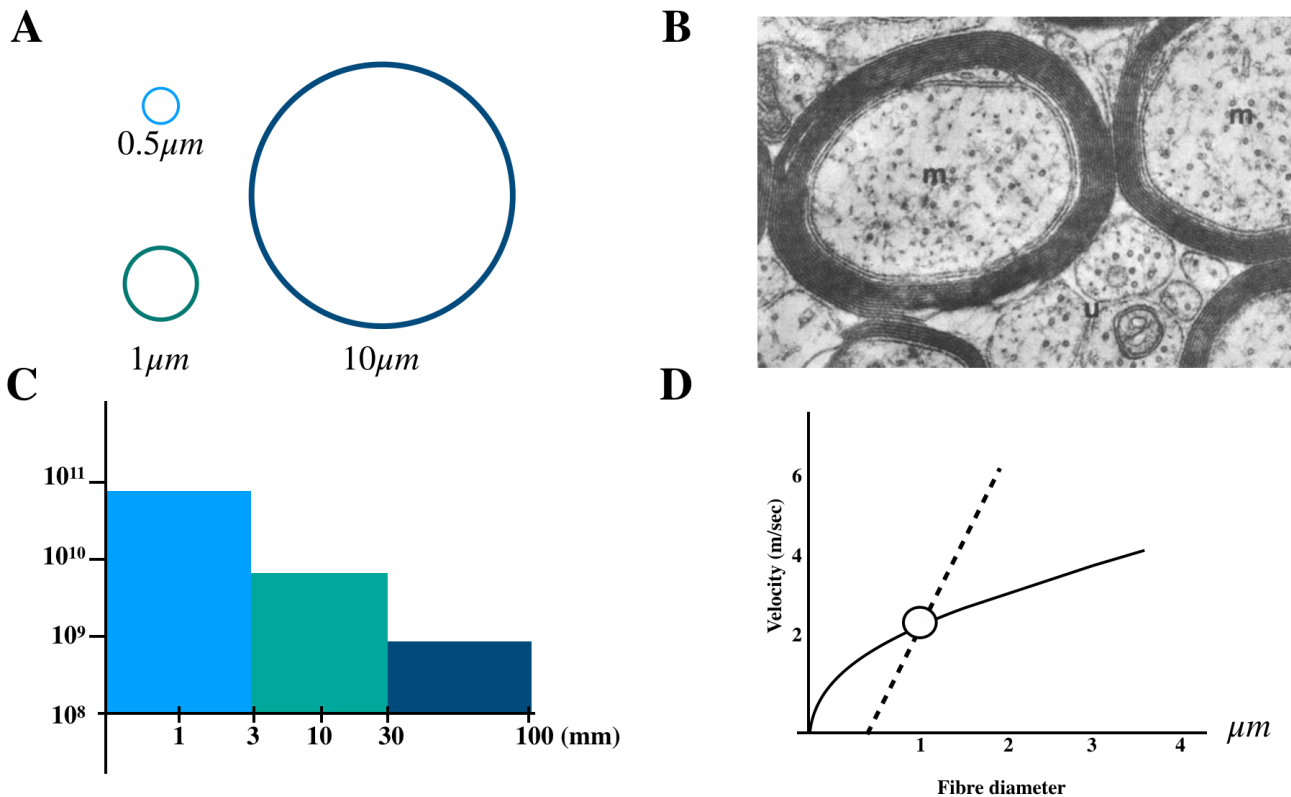 A
0.5μm
1μm
10μm
B
m
m
u
C
10¹¹
10¹⁰
10⁹
10⁸
1
3
10
30
100 (mm)
D
Velocity (m/sec)
6
4
2
1
2
3
4
μm
Fibre diameter